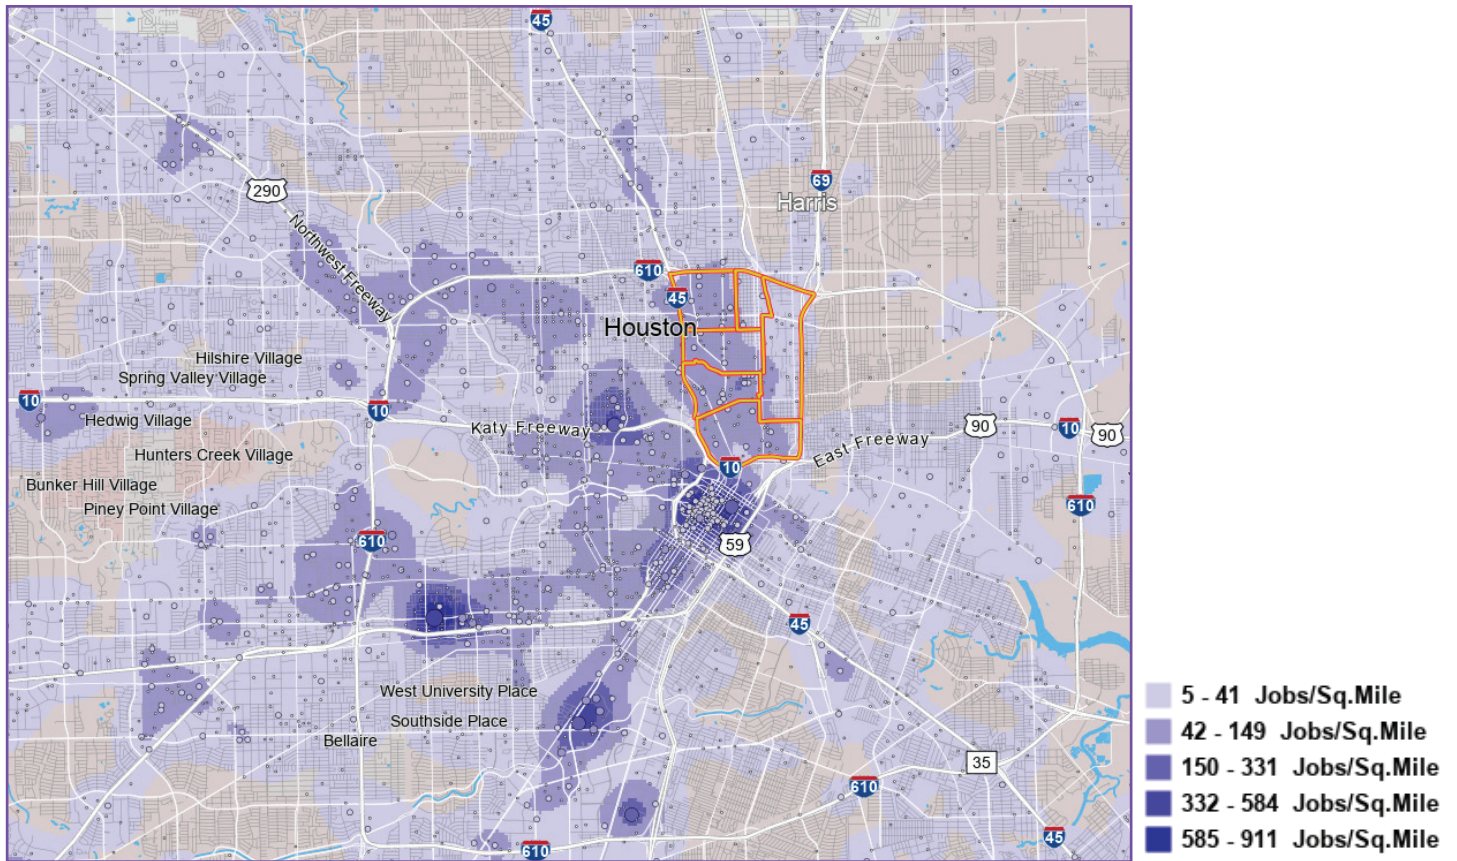 45
290
69
Harris
Northwest Freeway
610
45
Houston
Hilshire Village
Spring Valley Village
10
10
Hedwig Village
Katy Freeway
90
10
90
East Freeway
Hunters Creek Village
10
Bunker Hill Village
Piney Point Village
610
610
59
45
West University Place
Southside Place
Bellaire
35
610
45
610
5 - 41 Jobs/Sq.Mile
42 - 149 Jobs/Sq.Mile
150 - 331 Jobs/Sq.Mile
332 - 584 Jobs/Sq.Mile
585 - 911 Jobs/Sq.Mile